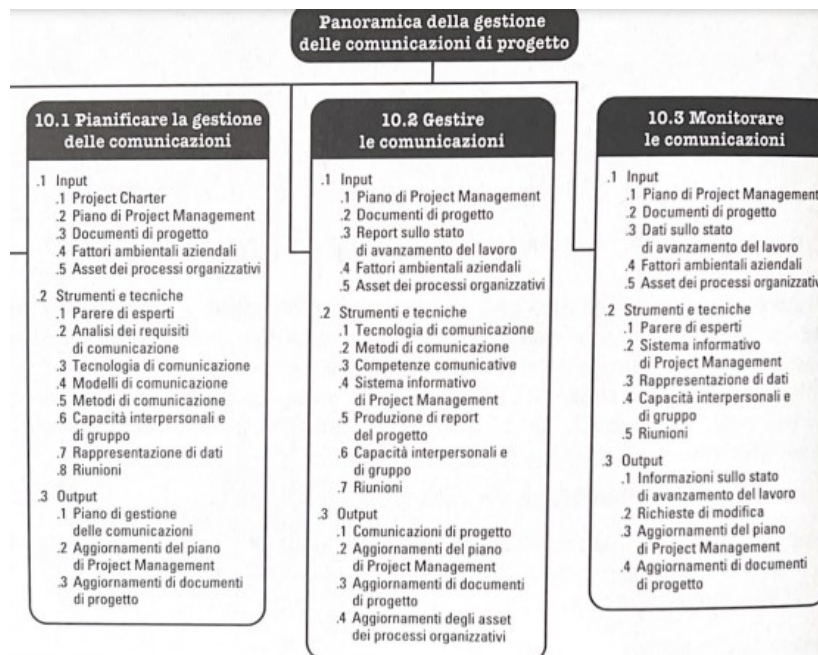 Panoramica della gestione
delle comunicazioni di progetto
10.1 Pianificare la gestione
delle comunicazioni
.1 Input
.1 Project Charter
.2 Piano di Project Management
.3 Documenti di progetto
.4 Fattori ambientali aziendali
.5 Asset dei processi organizzativi
.2 Strumenti e tecniche
.1 Parere di esperti
.2 Analisi dei requisiti
di comunicazione
.3 Tecnologia di comunicazione
.4 Modelli di comunicazione
.5 Metodi di comunicazione
.6 Capacità interpersonali e
di gruppo
.7 Rappresentazione di dati
.8 Riunioni
.3 Output
.1 Piano di gestione
delle comunicazioni
.2 Aggiornamenti del piano
di Project Management
.3 Aggiornamenti di documenti
di progetto
10.2 Gestire
le comunicazioni
.1 Input
.1 Piano di Project Management
.2 Documenti di progetto
.3 Report sullo stato
di avanzamento del lavoro
.4 Fattori ambientali aziendali
.5 Asset dei processi organizzativi
.2 Strumenti e tecniche
.1 Tecnologia di comunicazione
.2 Metodi di comunicazione
.3 Competenze comunicative
.4 Sistema informativo
di Project Management
.5 Produzione di report
del progetto
.6 Capacità interpersonali e
di gruppo
.7 Riunioni
.3 Output
.1 Comunicazioni di progetto
.2 Aggiornamenti del piano
di Project Management
.3 Aggiornamenti di documenti
di progetto
.4 Aggiornamenti degli asset
dei processi organizzativi
10.3 Monitorare
le comunicazioni
.1 Input
.1 Piano di Project Management
.2 Documenti di progetto
.3 Dati sullo stato
di avanzamento del lavoro
.4 Fattori ambientali aziendali
.5 Asset dei processi organizzativi
.2 Strumenti e tecniche
.1 Parere di esperti
.2 Sistema informativo
di Project Management
.3 Rappresentazione di dati
.4 Capacità interpersonali e
di gruppo
.5 Riunioni
.3 Output
.1 Informazioni sullo stato
di avanzamento del lavoro
.2 Richieste di modifica
.3 Aggiornamenti del piano
di Project Management
.4 Aggiornamenti di documenti
di progetto